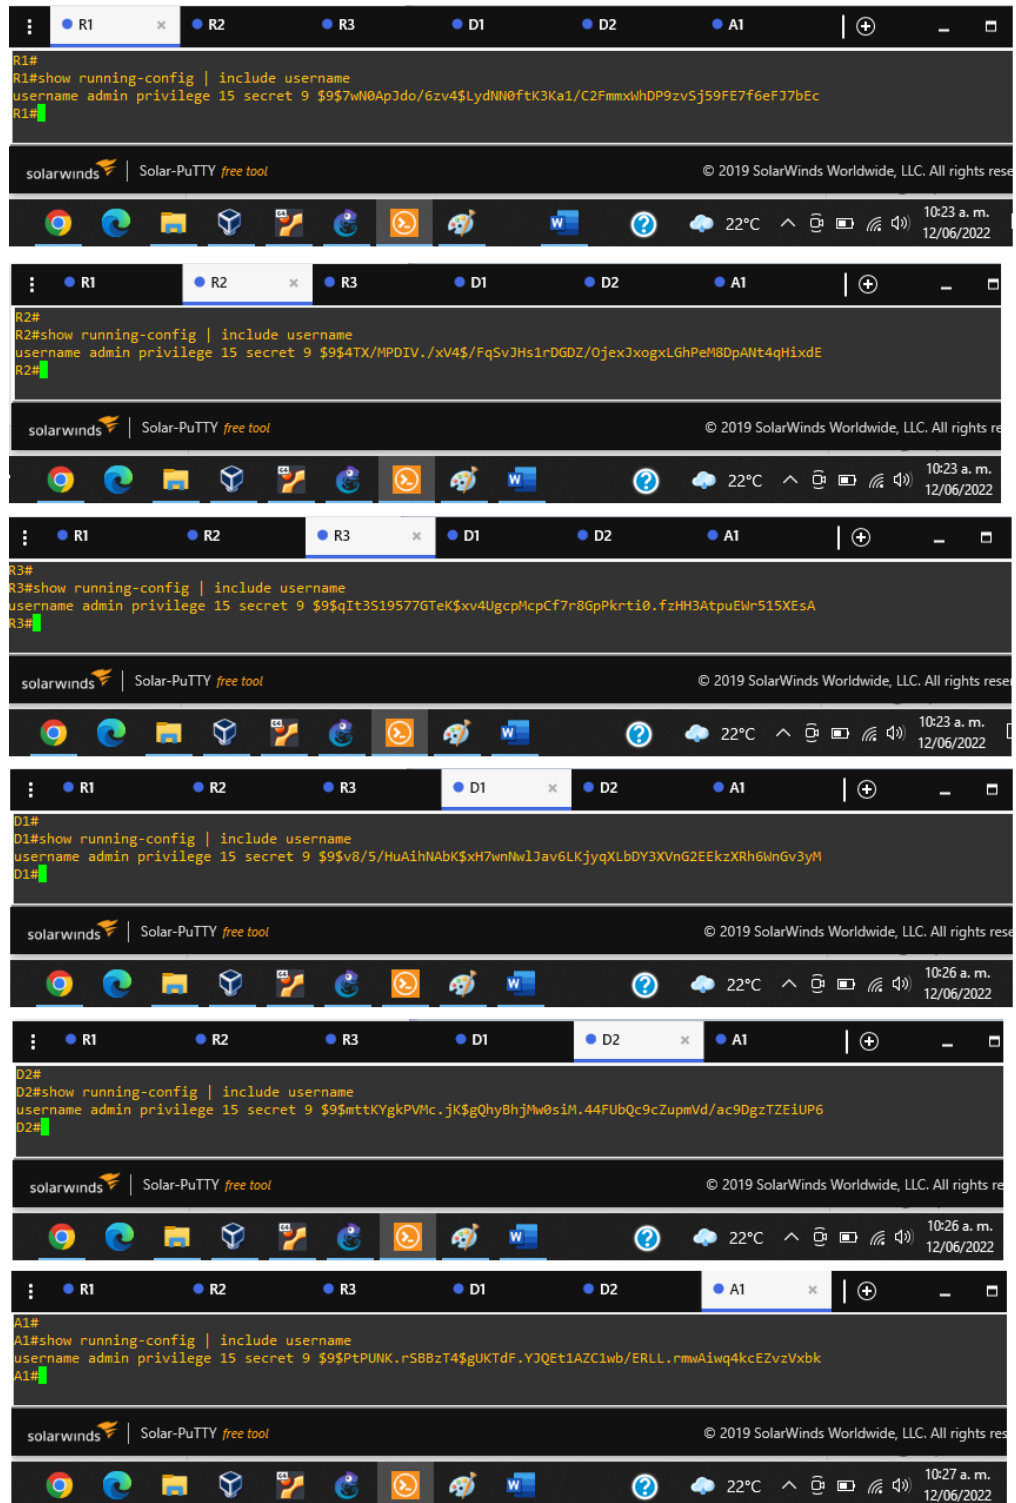 R1 × R2 R3 D1 D2 A1
R1#
R1#show running-config | include username
username admin privilege 15 secret 9 $9$7wN0ApJdo/6zv4$LydNN0ftK3Ka1/C2FmmxWhDP9zvSj59FE7f6eFJ7bEc
R1#
solarwinds | Solar-PuTTY free tool © 2019 SolarWinds Worldwide, LLC. All rights rese
22°C 10:23 a. m.
12/06/2022
R1 R2 × R3 D1 D2 A1
R2#
R2#show running-config | include username
username admin privilege 15 secret 9 $9$4TX/MPDIV./xV4$/FqSvJHs1rDGDZ/OjexJxogxLGhPeM8DpANt4qHixdE
R2#
solarwinds | Solar-PuTTY free tool © 2019 SolarWinds Worldwide, LLC. All rights re
22°C 10:23 a. m.
12/06/2022
R1 R2 R3 × D1 D2 A1
R3#
R3#show running-config | include username
username admin privilege 15 secret 9 $9$qIt3S19577GTeK$xv4UgcpMcpCf7r8GpPkrti0.fzHH3AtpuEWr515XEsA
R3#
solarwinds | Solar-PuTTY free tool © 2019 SolarWinds Worldwide, LLC. All rights rese
22°C 10:23 a. m.
12/06/2022
R1 R2 R3 D1 × D2 A1
D1#
D1#show running-config | include username
username admin privilege 15 secret 9 $9$v8/5/HuAihNAbK$xH7wnNwlJav6LKjyqXLbDY3XVnG2EEkzXRh6WnGv3yM
D1#
solarwinds | Solar-PuTTY free tool © 2019 SolarWinds Worldwide, LLC. All rights rese
22°C 10:26 a. m.
12/06/2022
R1 R2 R3 D1 D2 × A1
D2#
D2#show running-config | include username
username admin privilege 15 secret 9 $9$mttKYgkPVMc.jK$gQhyBhjMw0siM.44FUbQc9cZupmVd/ac9DgzTZEiUP6
D2#
solarwinds | Solar-PuTTY free tool © 2019 SolarWinds Worldwide, LLC. All rights re
22°C 10:26 a. m.
12/06/2022
R1 R2 R3 D1 D2 A1 ×
A1#
A1#show running-config | include username
username admin privilege 15 secret 9 $9$PtPUNK.rSBBzT4$gUKTdF.YJQEt1AZC1wb/ERLL.rmwAiwq4kcEZvzVxbk
A1#
solarwinds | Solar-PuTTY free tool © 2019 SolarWinds Worldwide, LLC. All rights res
22°C 10:27 a. m.
12/06/2022